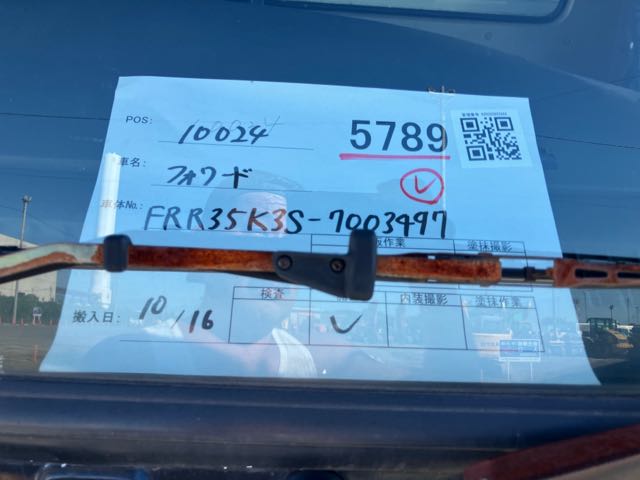 POS: 10024 5789
車名: フォワード
車体No.: FRR35K3S-7003497
板作業 塗抹撮影
検査 内装撮影 塗抹作業
搬入日: 10/16